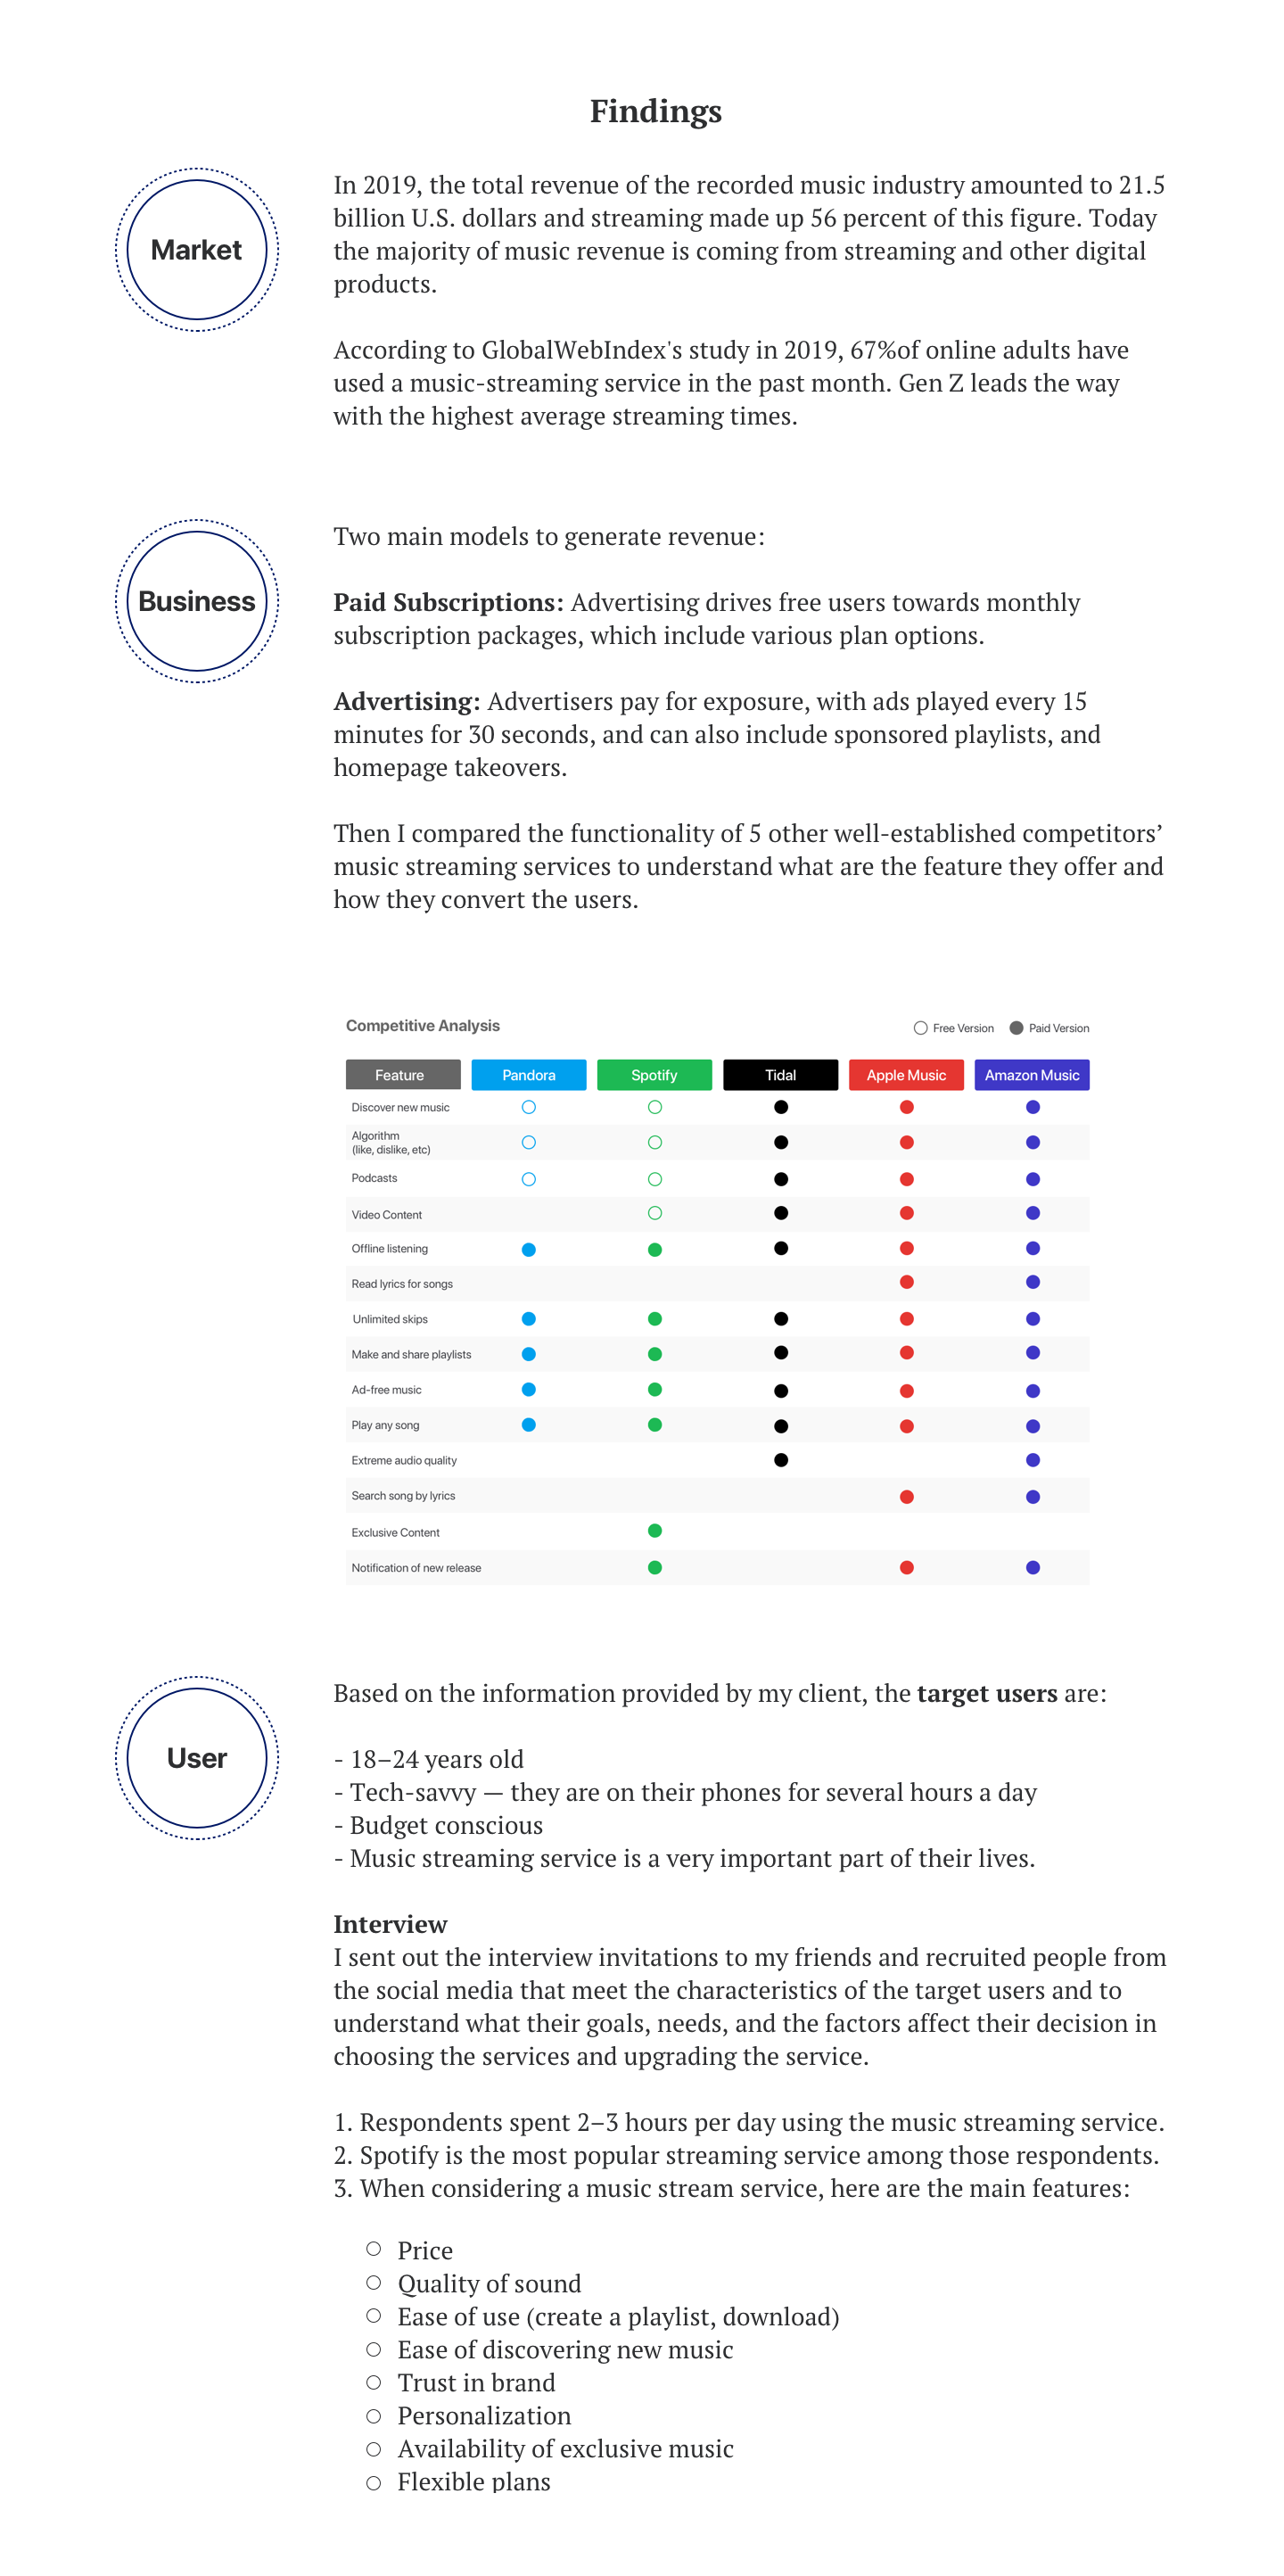 Findings
Market
In 2019, the total revenue of the recorded music industry amounted to 21.5
billion U.S. dollars and streaming made up 56 percent of this figure. Today
the majority of music revenue is coming from streaming and other digital
products.
According to GlobalWebIndex's study in 2019, 67%of online adults have
used a music-streaming service in the past month. Gen Z leads the way
with the highest average streaming times.
Business
Two main models to generate revenue:
Paid Subscriptions: Advertising drives free users towards monthly
subscription packages, which include various plan options.
Advertising: Advertisers pay for exposure, with ads played every 15
minutes for 30 seconds, and can also include sponsored playlists, and
homepage takeovers.
Then I compared the functionality of 5 other well-established competitors’
music streaming services to understand what are the feature they offer and
how they convert the users.
Competitive Analysis
Free Version Paid Version
Feature Pandora Spotify Tidal Apple Music Amazon Music
Discover new music
Algorithm
(like, dislike, etc)
Podcasts
Video Content
Offline listening
Read lyrics for songs
Unlimited skips
Make and share playlists
Ad-free music
Play any song
Extreme audio quality
Search song by lyrics
Exclusive Content
Notification of new release
User
Based on the information provided by my client, the target users are:
- 18–24 years old
- Tech-savvy — they are on their phones for several hours a day
- Budget conscious
- Music streaming service is a very important part of their lives.
Interview
I sent out the interview invitations to my friends and recruited people from
the social media that meet the characteristics of the target users and to
understand what their goals, needs, and the factors affect their decision in
choosing the services and upgrading the service.
1. Respondents spent 2–3 hours per day using the music streaming service.
2. Spotify is the most popular streaming service among those respondents.
3. When considering a music stream service, here are the main features:
Price
Quality of sound
Ease of use (create a playlist, download)
Ease of discovering new music
Trust in brand
Personalization
Availability of exclusive music
Flexible plans